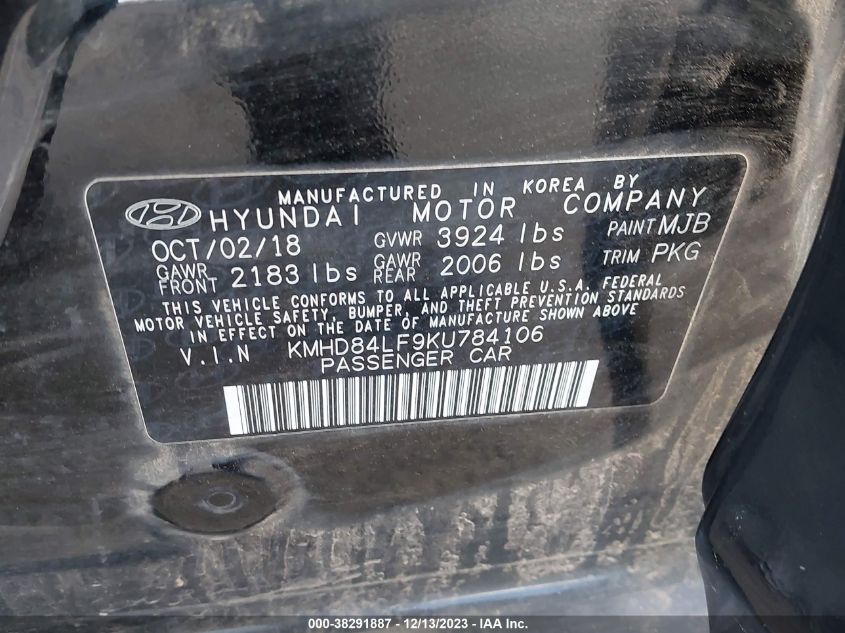 MANUFACTURED IN KOREA BY
HYUNDAI MOTOR COMPANY
OCT/02/18 GVWR 3924 lbs PAINT MJB
GAWR FRONT 2183 lbs GAWR REAR 2006 lbs TRIM PKG
THIS VEHICLE CONFORMS TO ALL APPLICABLE U.S.A. FEDERAL
MOTOR VEHICLE SAFETY, BUMPER, AND THEFT PREVENTION STANDARDS
IN EFFECT ON THE DATE OF MANUFACTURE SHOWN ABOVE
V.I.N KMHD84LF9KU784106
PASSENGER CAR
000-38291887 - 12/13/2023 - IAA Inc.